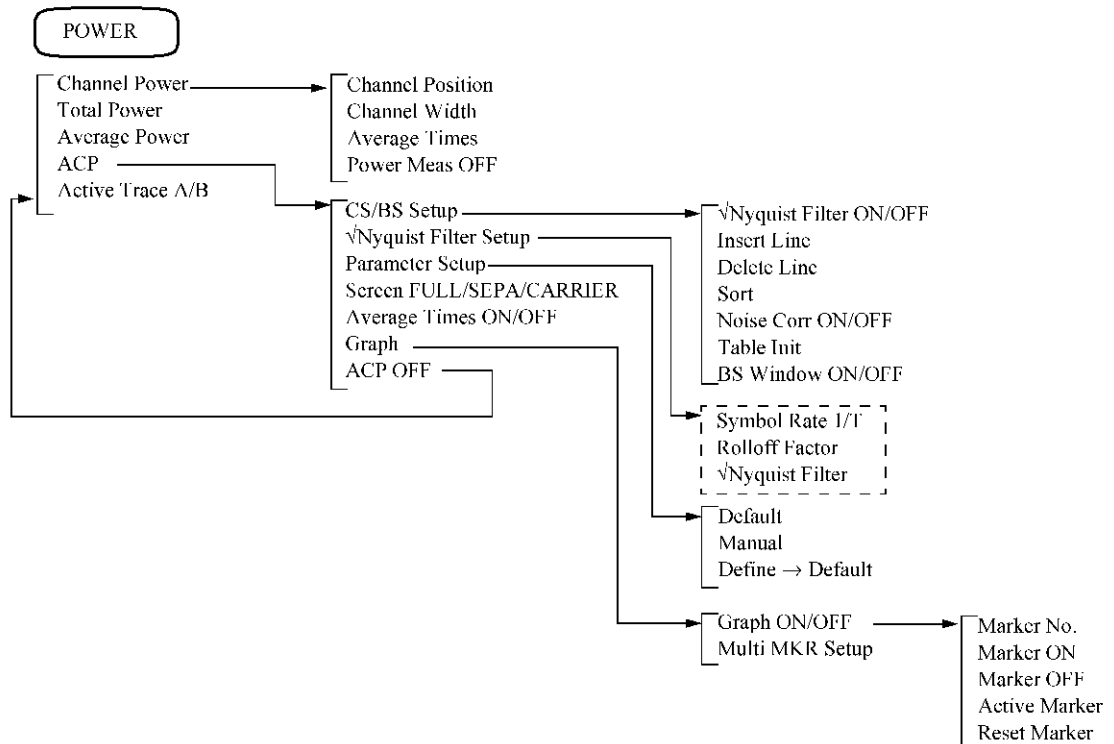 POWER
Channel Power
Total Power
Average Power
ACP
Active Trace A/B
Channel Position
Channel Width
Average Times
Power Meas OFF
CS/BS Setup
√Nyquist Filter Setup
Parameter Setup
Screen FULL/SEPA/CARRIER
Average Times ON/OFF
Graph
ACP OFF
√Nyquist Filter ON/OFF
Insert Line
Delete Line
Sort
Noise Corr ON/OFF
Table Init
BS Window ON/OFF
Symbol Rate 1/T
Rolloff Factor
√Nyquist Filter
Default
Manual
Define → Default
Graph ON/OFF
Multi MKR Setup
Marker No.
Marker ON
Marker OFF
Active Marker
Reset Marker